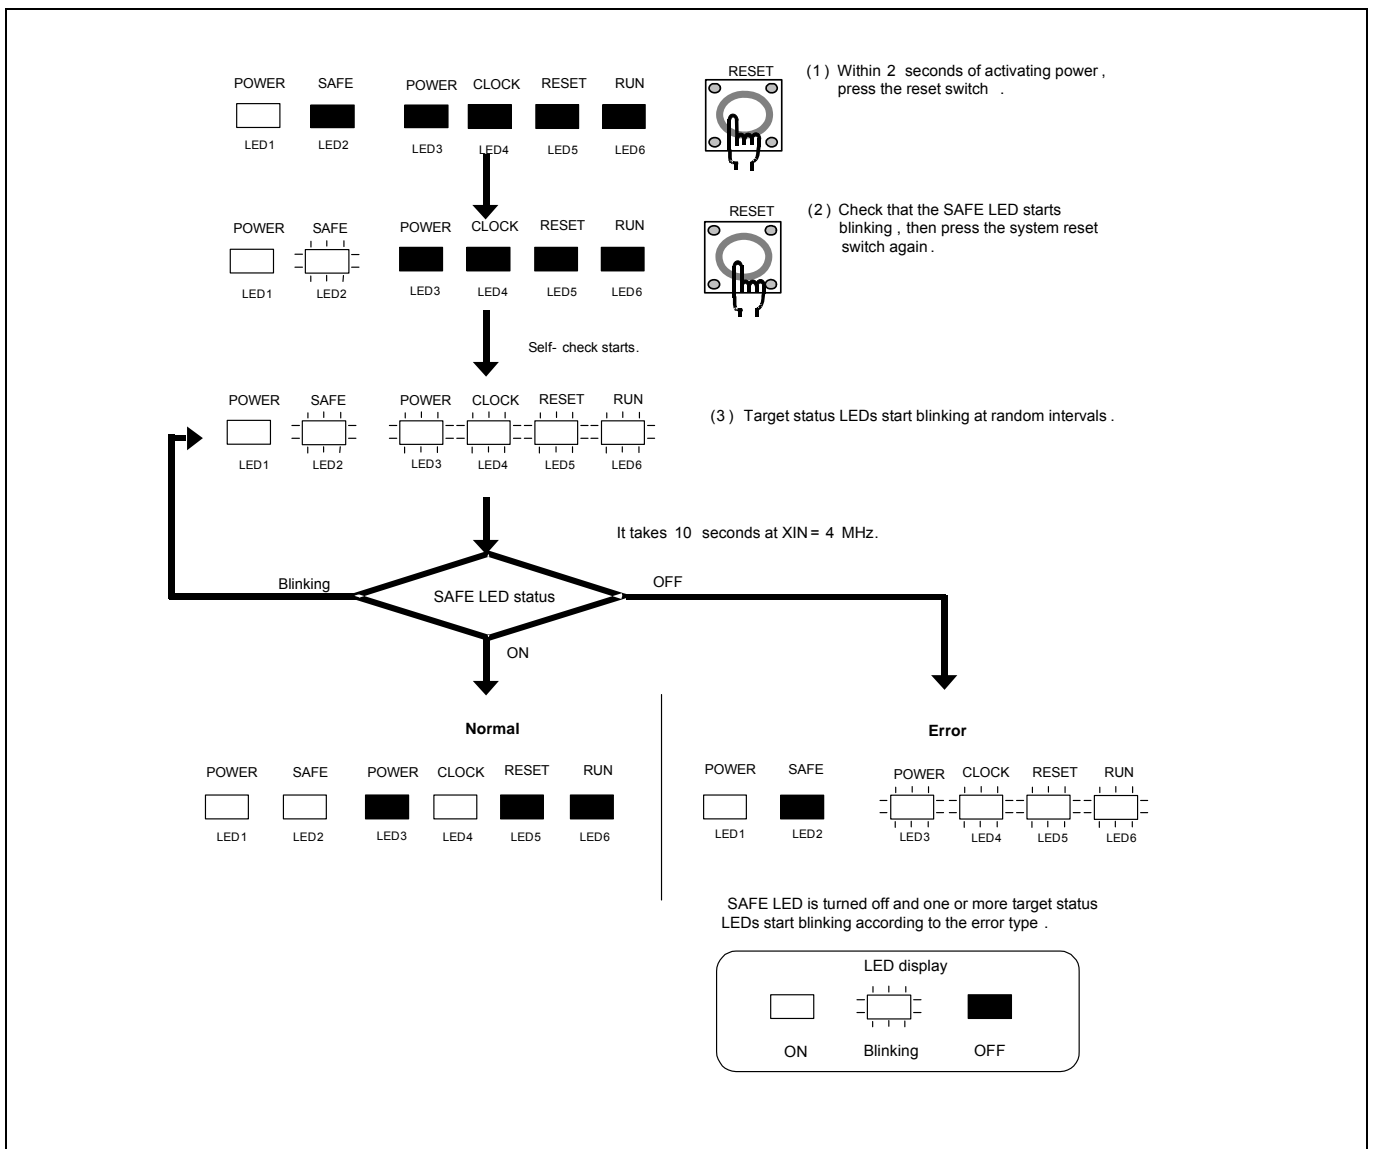 POWER SAFE POWER CLOCK RESET RUN
LED1 LED2 LED3 LED4 LED5 LED6
RESET
(1) Within 2 seconds of activating power,
press the reset switch .
POWER SAFE POWER CLOCK RESET RUN
LED1 LED2 LED3 LED4 LED5 LED6
RESET
(2) Check that the SAFE LED starts
blinking, then press the system reset
switch again.
Self- check starts.
POWER SAFE POWER CLOCK RESET RUN
LED1 LED2 LED3 LED4 LED5 LED6
(3) Target status LEDs start blinking at random intervals.
It takes 10 seconds at XIN= 4 MHz.
Blinking
SAFE LED status
OFF
ON
Normal
POWER SAFE POWER CLOCK RESET RUN
LED1 LED2 LED3 LED4 LED5 LED6
Error
POWER SAFE POWER CLOCK RESET RUN
LED1 LED2 LED3 LED4 LED5 LED6
SAFE LED is turned off and one or more target status
LEDs start blinking according to the error type .
LED display
ON Blinking OFF